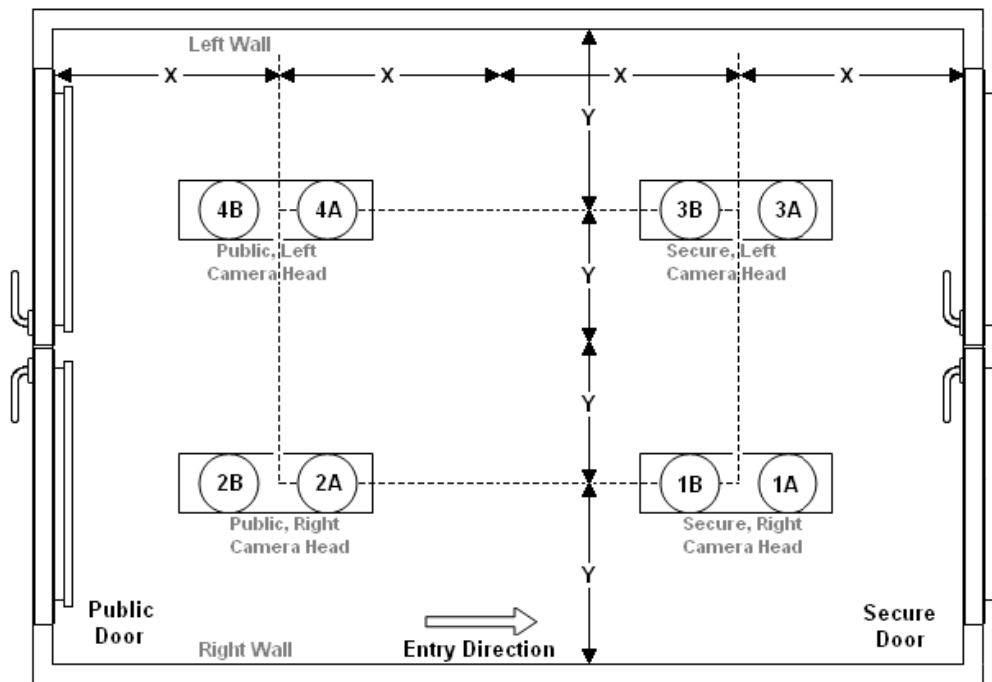 Left Wall
X
X
X
X
Y
4B
4A
3B
3A
Public, Left
Camera Head
Secure, Left
Camera Head
Y
Y
2B
2A
1B
1A
Public, Right
Camera Head
Secure, Right
Camera Head
Y
Public
Door
Entry Direction
Secure
Door
Right Wall